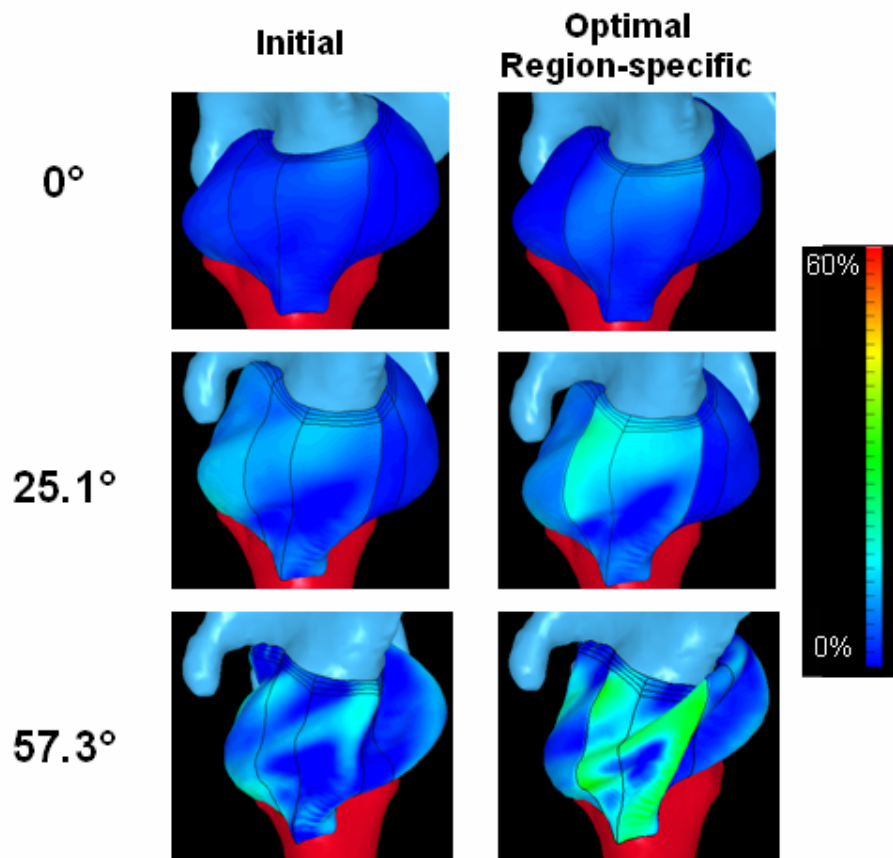 Initial
Optimal
Region-specific
0°
60%
25.1°
0%
57.3°